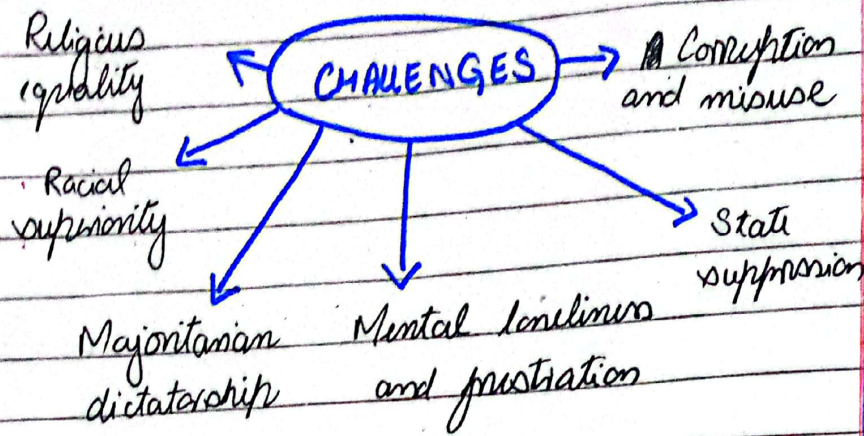 CHALLENGES
Religious
equality
Racial
superiority
Majoritarian
dictatorship
Mental loneliness
and frustration
State
suppression
Corruption
and misuse